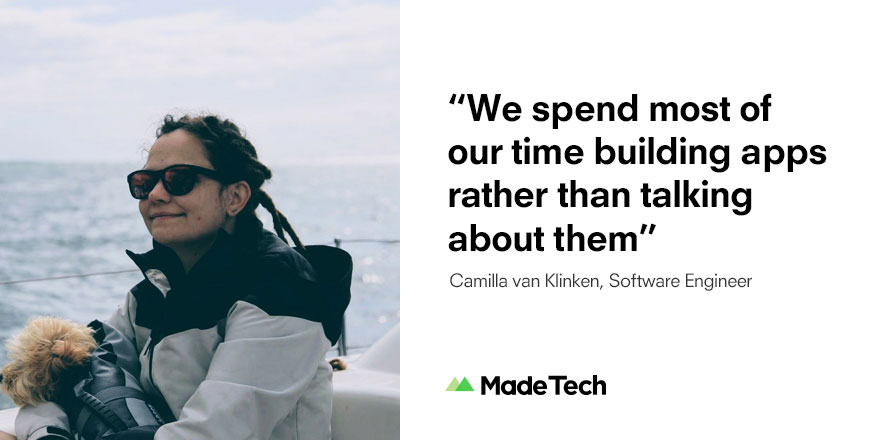 “We spend most of
our time building apps
rather than talking
about them”
Camilla van Klinken, Software Engineer
Made Tech